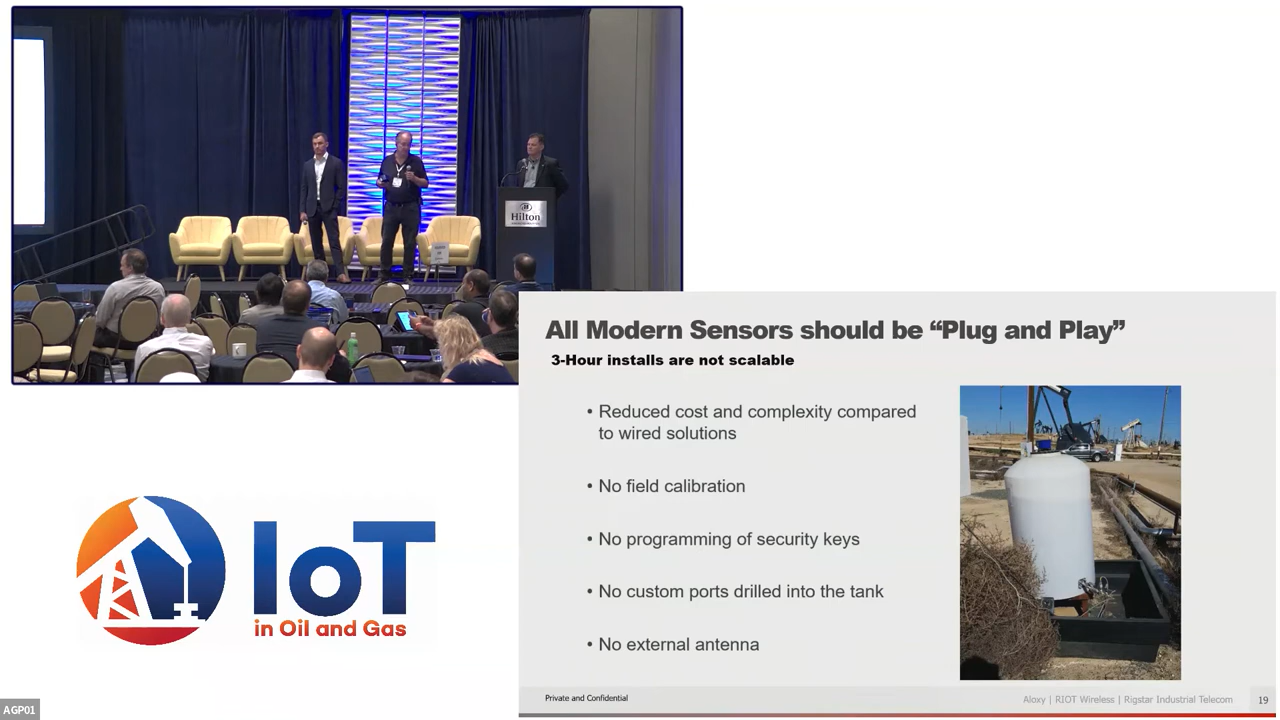 Hilton
All Modern Sensors should be “Plug and Play”
3-Hour installs are not scalable
• Reduced cost and complexity compared
to wired solutions
• No field calibration
• No programming of security keys
• No custom ports drilled into the tank
• No external antenna
IoT
in Oil and Gas
Private and Confidential
Aloxy | RIOT Wireless | Rigstar Industrial Telecom
19
AGP01